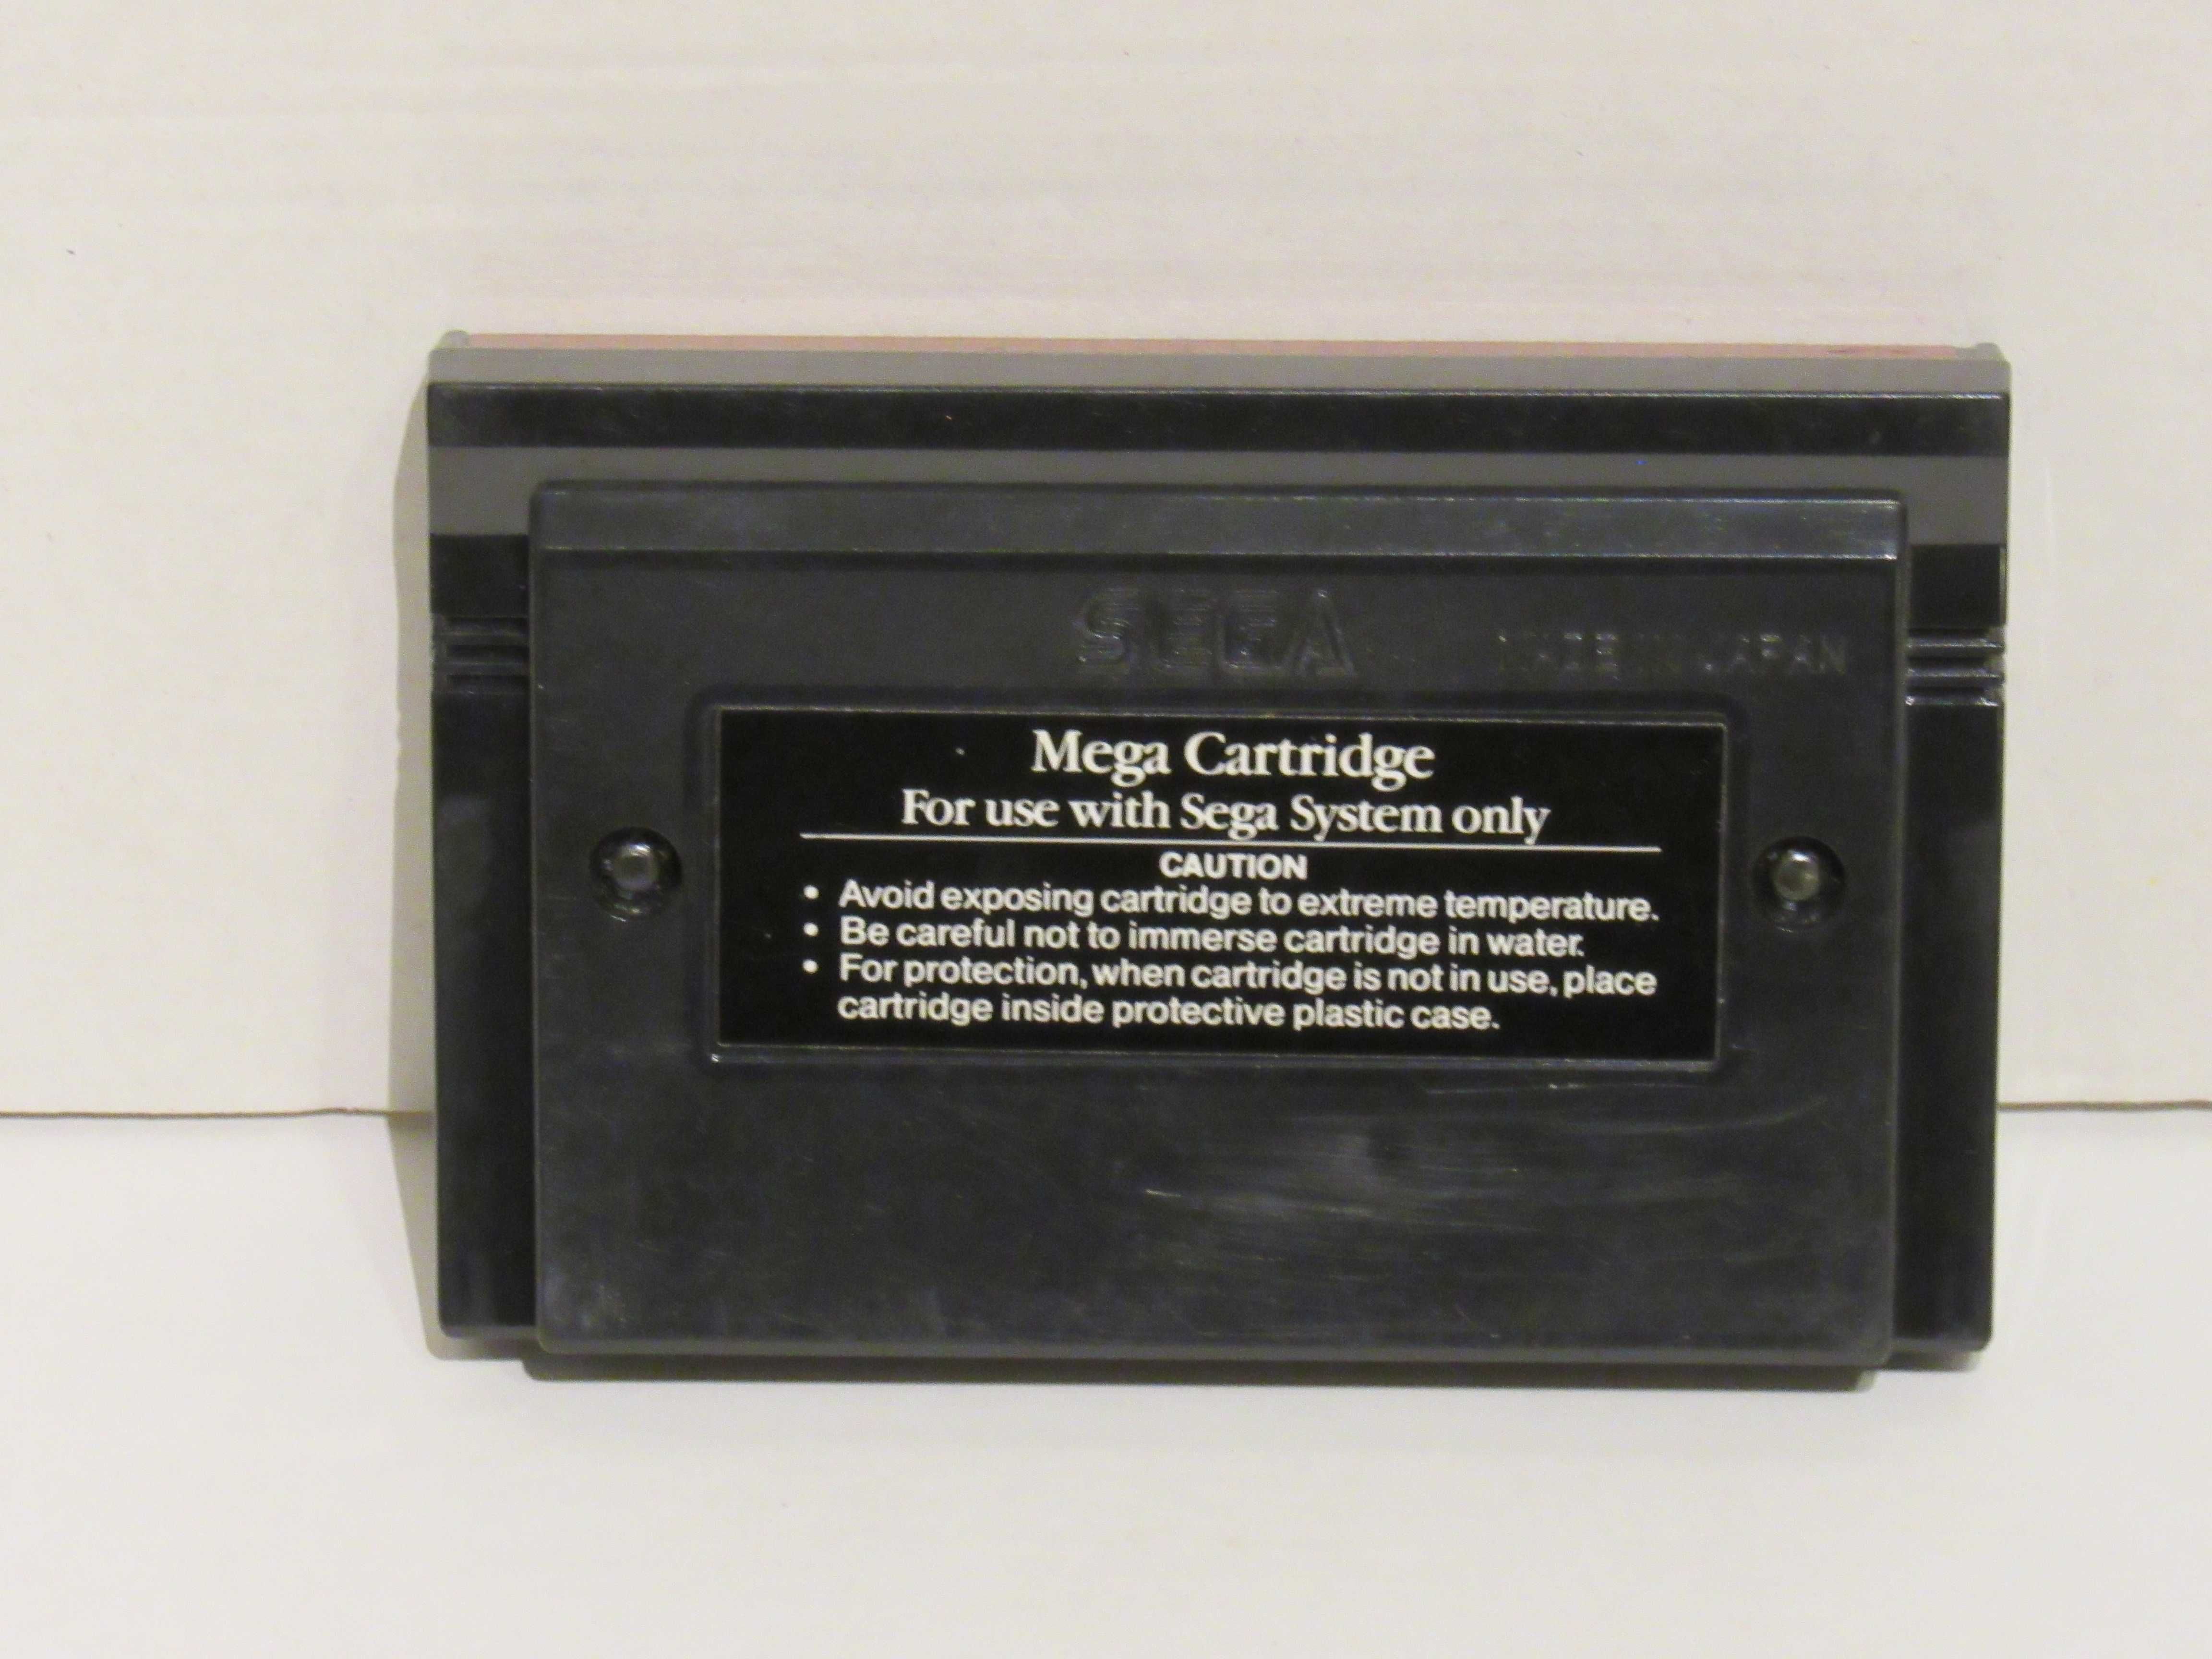 SEGA MADE IN JAPAN
Mega Cartridge
For use with Sega System only
CAUTION
• Avoid exposing cartridge to extreme temperature.
• Be careful not to immerse cartridge in water.
• For protection, when cartridge is not in use, place
cartridge inside protective plastic case.